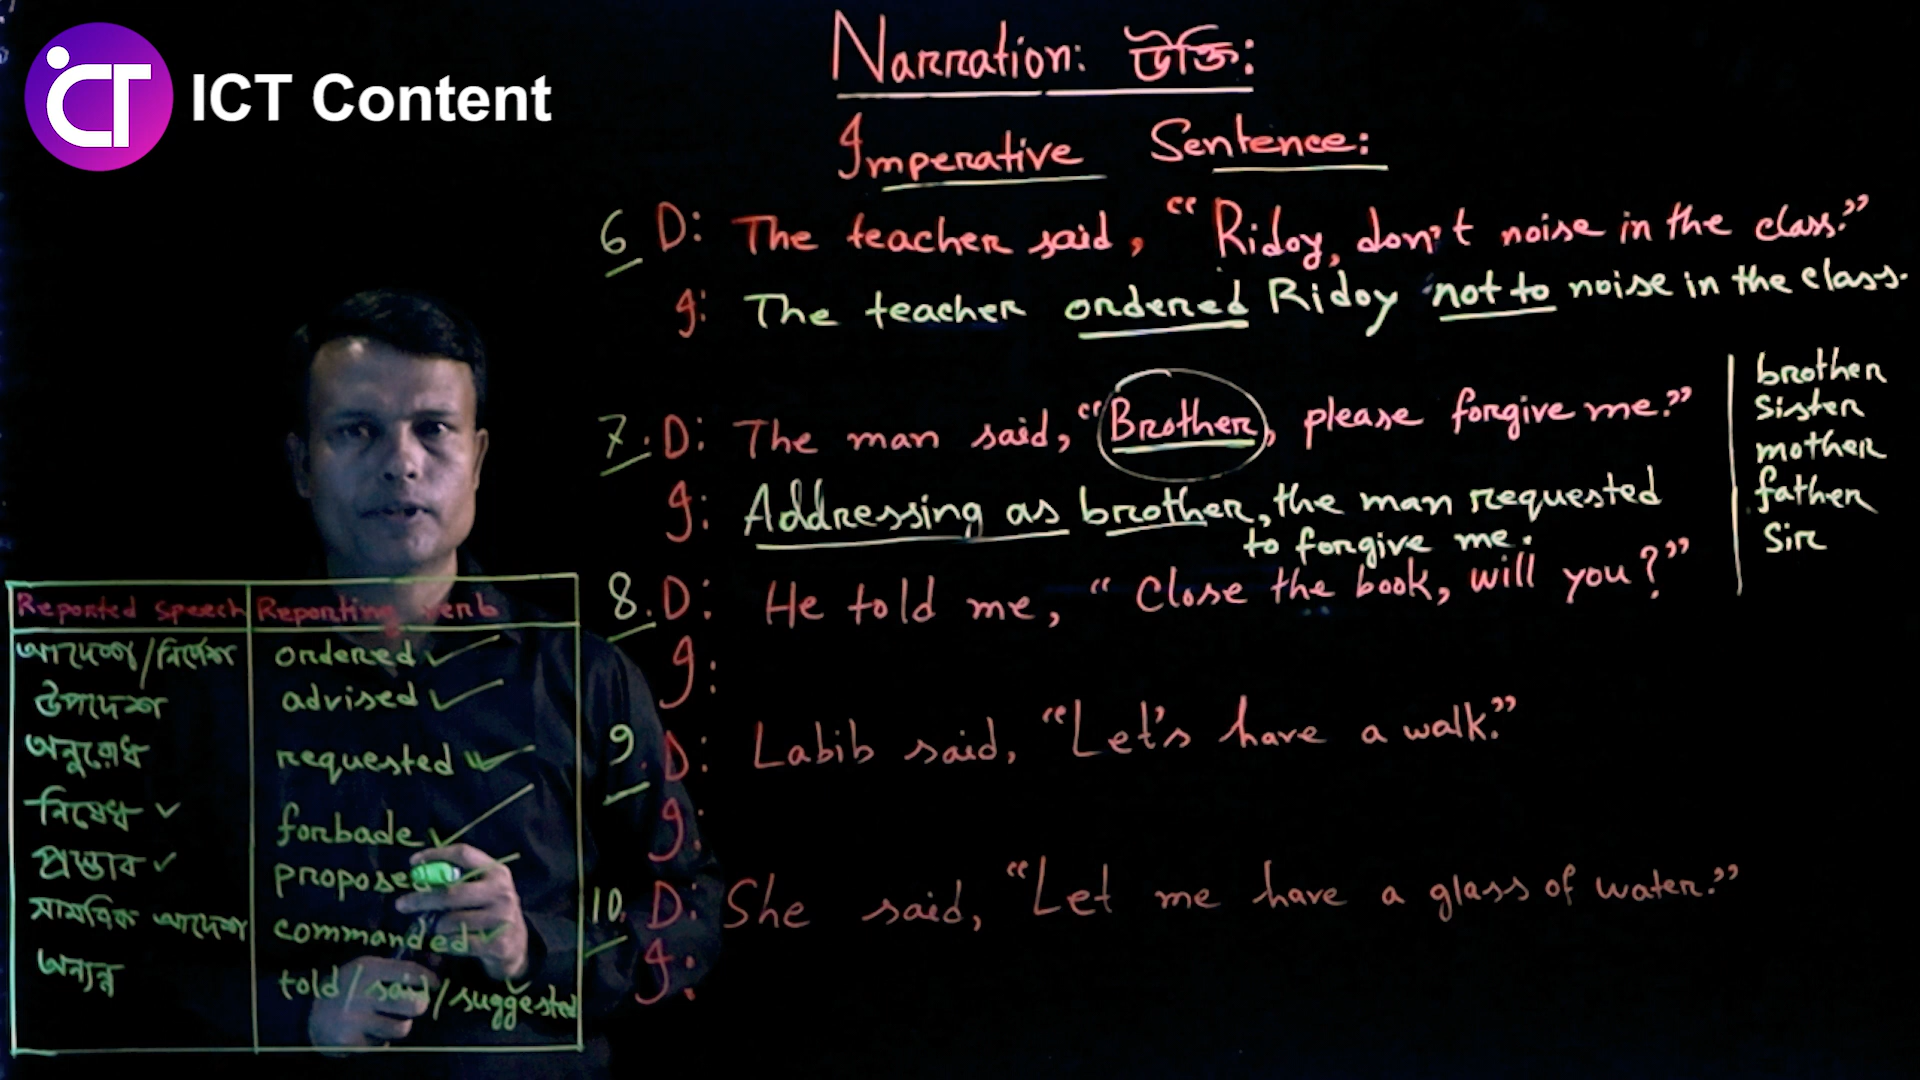 ICT Content
Narration: উক্তি:
Imperative Sentence:
6 D: The teacher said, "Ridoy, don't noise in the class."
I: The teacher ordered Ridoy not to noise in the class.
7. D: The man said, "Brother, please forgive me."
I: Addressing as brother, the man requested
to forgive me.
brother
Sister
mother
father
Sir
8. D: He told me, "Close the book, will you?"
I:
9. D: Labib said, "Let's have a walk."
I:
10. D: She said, "Let me have a glass of water."
I:
Reported speech Reporting verb
আদেশ/নির্দেশ ordered
উপদেশ advised
অনুরোধ requested
নিষেধ forbade
প্রস্তাব proposed
সামরিক আদেশ commanded
অন্যন্ন told/said/suggested